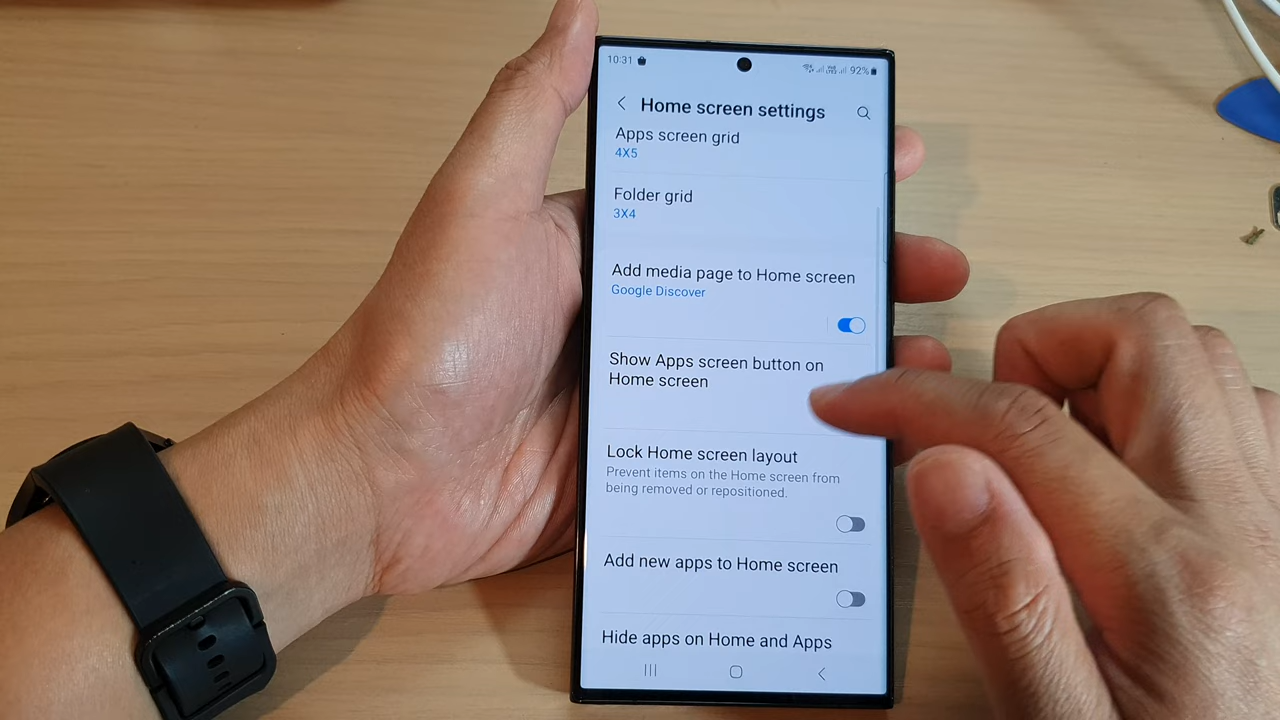 10:31
92%
Home screen settings
Apps screen grid
4X5
Folder grid
3X4
Add media page to Home screen
Google Discover
Show Apps screen button on
Home screen
Lock Home screen layout
Prevent items on the Home screen from
being removed or repositioned.
Add new apps to Home screen
Hide apps on Home and Apps